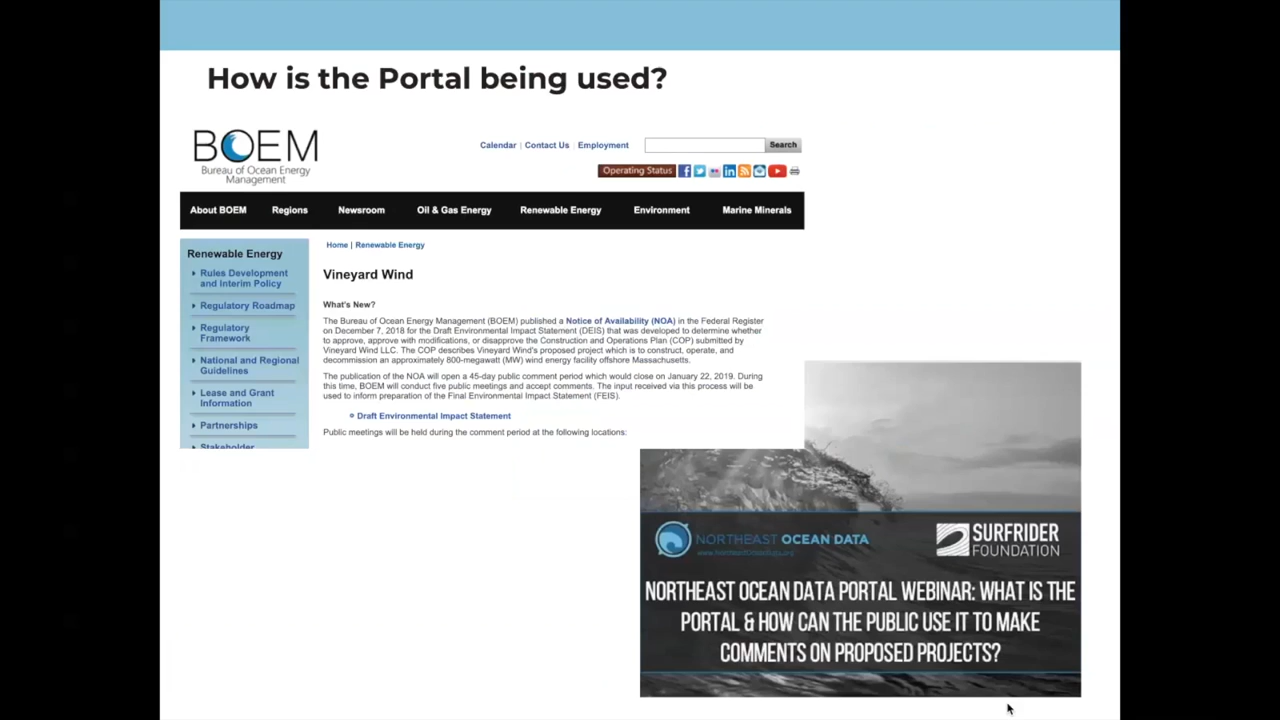 How is the Portal being used?
BOEM
Bureau of Ocean Energy
Management
Calendar | Contact Us | Employment
Search
Operating Status
About BOEM Regions Newsroom Oil & Gas Energy Renewable Energy Environment Marine Minerals
Renewable Energy
Rules Development
and Interim Policy
Regulatory Roadmap
Regulatory
Framework
National and Regional
Guidelines
Lease and Grant
Information
Partnerships
Stakeholder
Home | Renewable Energy
Vineyard Wind
What's New?
The Bureau of Ocean Energy Management (BOEM) published a Notice of Availability (NOA) in the Federal Register
on December 7, 2018 for the Draft Environmental Impact Statement (DEIS) that was developed to determine whether
to approve, approve with modifications, or disapprove the Construction and Operations Plan (COP) submitted by
Vineyard Wind LLC. The COP describes Vineyard Wind's proposed project which is to construct, operate, and
decommission an approximately 800-megawatt (MW) wind energy facility offshore Massachusetts.
The publication of the NOA will open a 45-day public comment period which would close on January 22, 2019. During
this time, BOEM will conduct five public meetings and accept comments. The input received via this process will be
used to inform preparation of the Final Environmental Impact Statement (FEIS).
Draft Environmental Impact Statement
Public meetings will be held during the comment period at the following locations:
NORTHEAST OCEAN DATA
SURFRIDER
FOUNDATION
NORTHEAST OCEAN DATA PORTAL WEBINAR: WHAT IS THE
PORTAL & HOW CAN THE PUBLIC USE IT TO MAKE
COMMENTS ON PROPOSED PROJECTS?